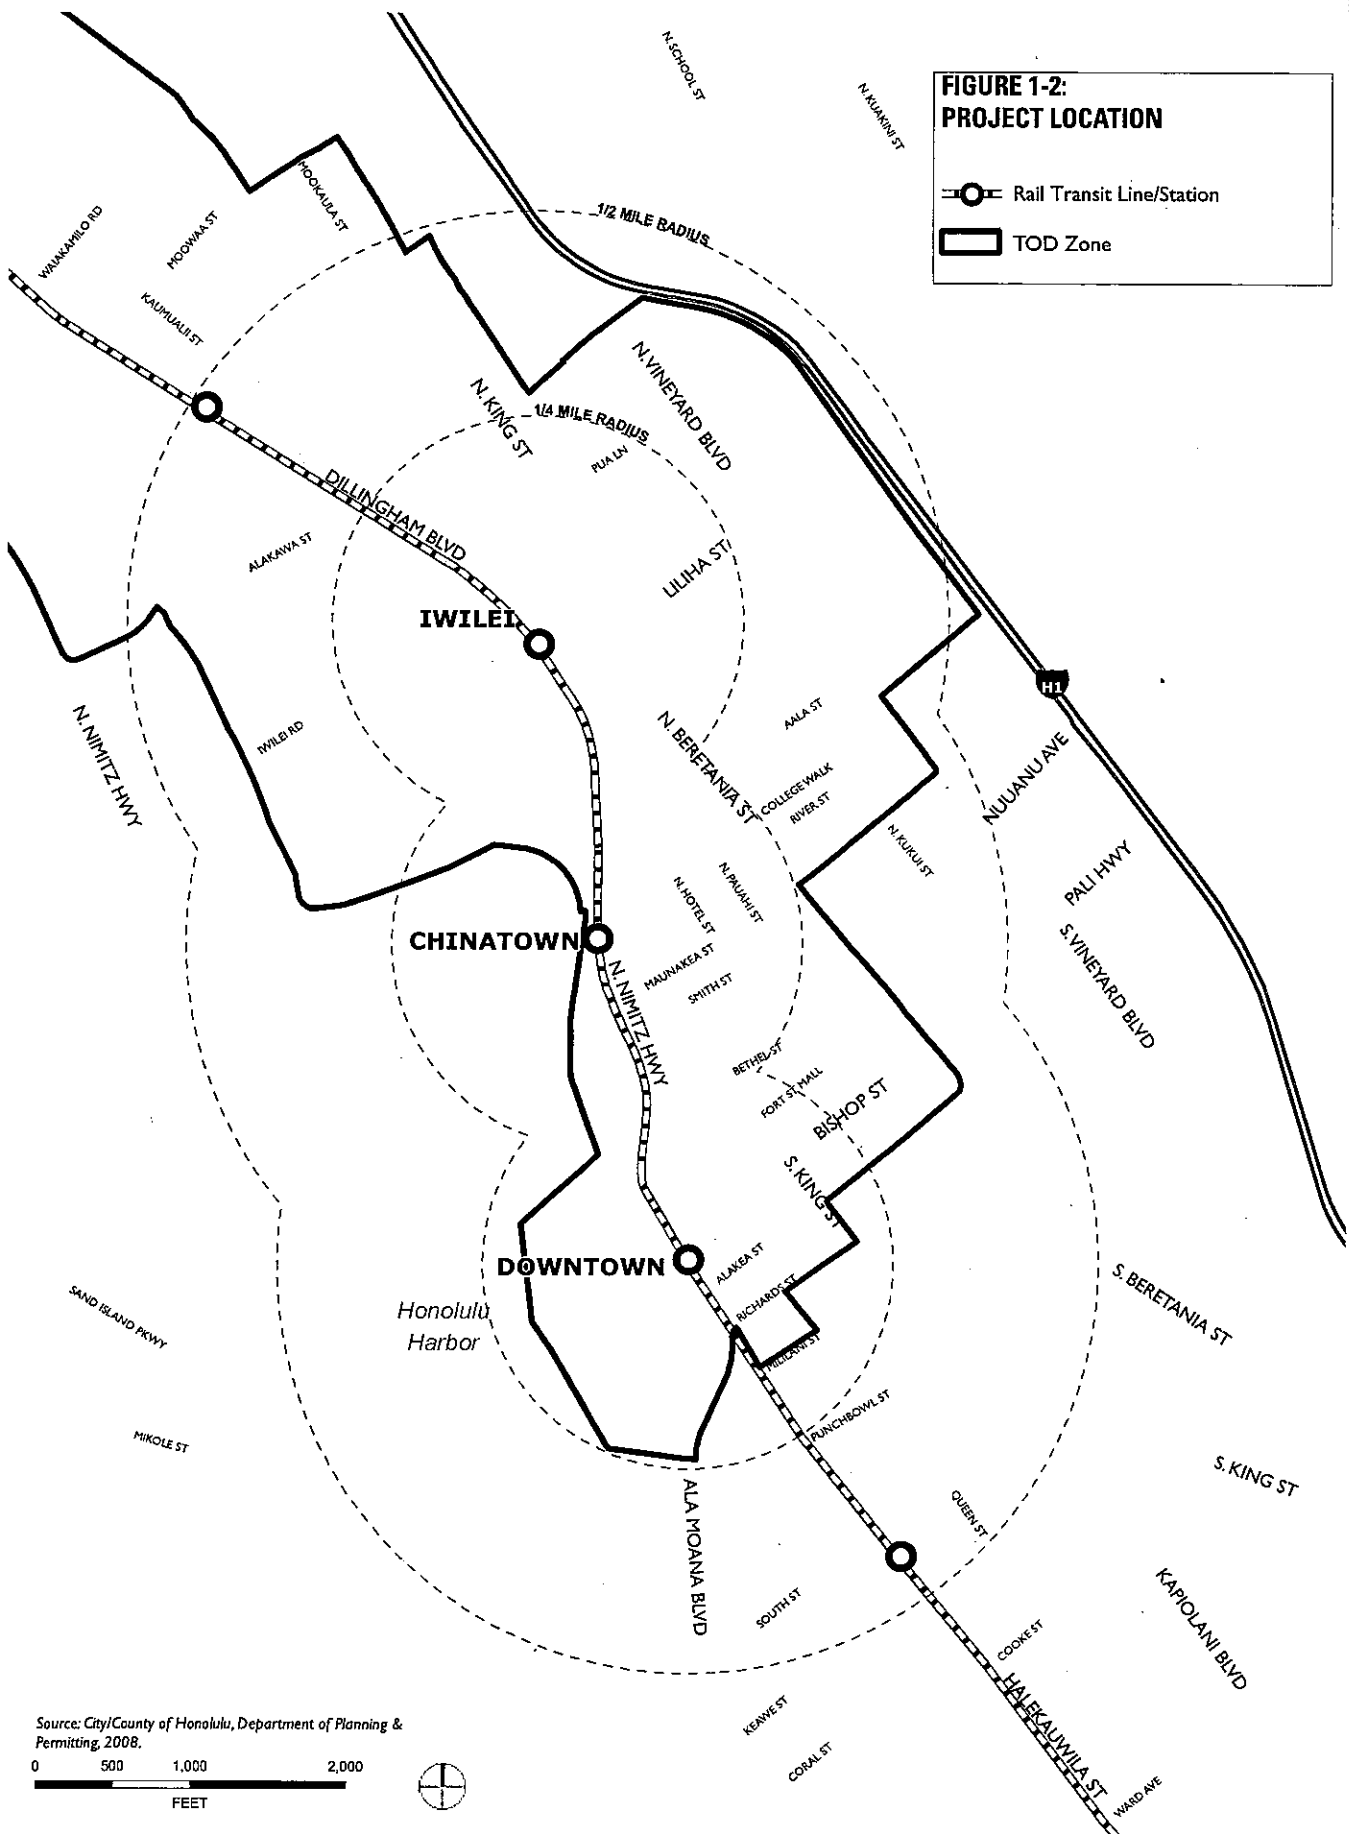 FIGURE 1-2:
PROJECT LOCATION
Rail Transit Line/Station
TOD Zone
N. SCHOOL ST
N. KUAKINI ST
MOOKAULA ST
WAIAKAMILO RD
MOOWAA ST
1/2 MILE RADIUS
KAUMUALII ST
N. VINEYARD BLVD
N. KING ST
1/4 MILE RADIUS
PUA LN
DILLINGHAM BLVD
ALAKAWA ST
LILIHA ST
IWILEI
H1
N. NIMITZ HWY
IWILEI RD
N. BERETANIA ST
AALA ST
COLLEGE WALK
RIVER ST
NUUANU AVE
N. KUKUI ST
PALI HWY
N. PAUAHI ST
N. HOTEL ST
CHINATOWN
S. VINEYARD BLVD
MAUNAKEA ST
SMITH ST
N. NIMITZ HWY
BETHEL ST
FORT ST MALL
BISHOP ST
S. KING ST
DOWNTOWN
ALAKEA ST
RICHARDS ST
Honolulu
Harbor
MILILANI ST
SAND ISLAND PKWY
S. BERETANIA ST
MIKOLE ST
PUNCHBOWL ST
S. KING ST
QUEEN ST
ALA MOANA BLVD
SOUTH ST
KAPIOLANI BLVD
COOKE ST
HALEKAUWILA ST
KEAWE ST
CORAL ST
WARD AVE
Source: City/County of Honolulu, Department of Planning &
Permitting, 2008.
0 500 1,000 2,000
FEET